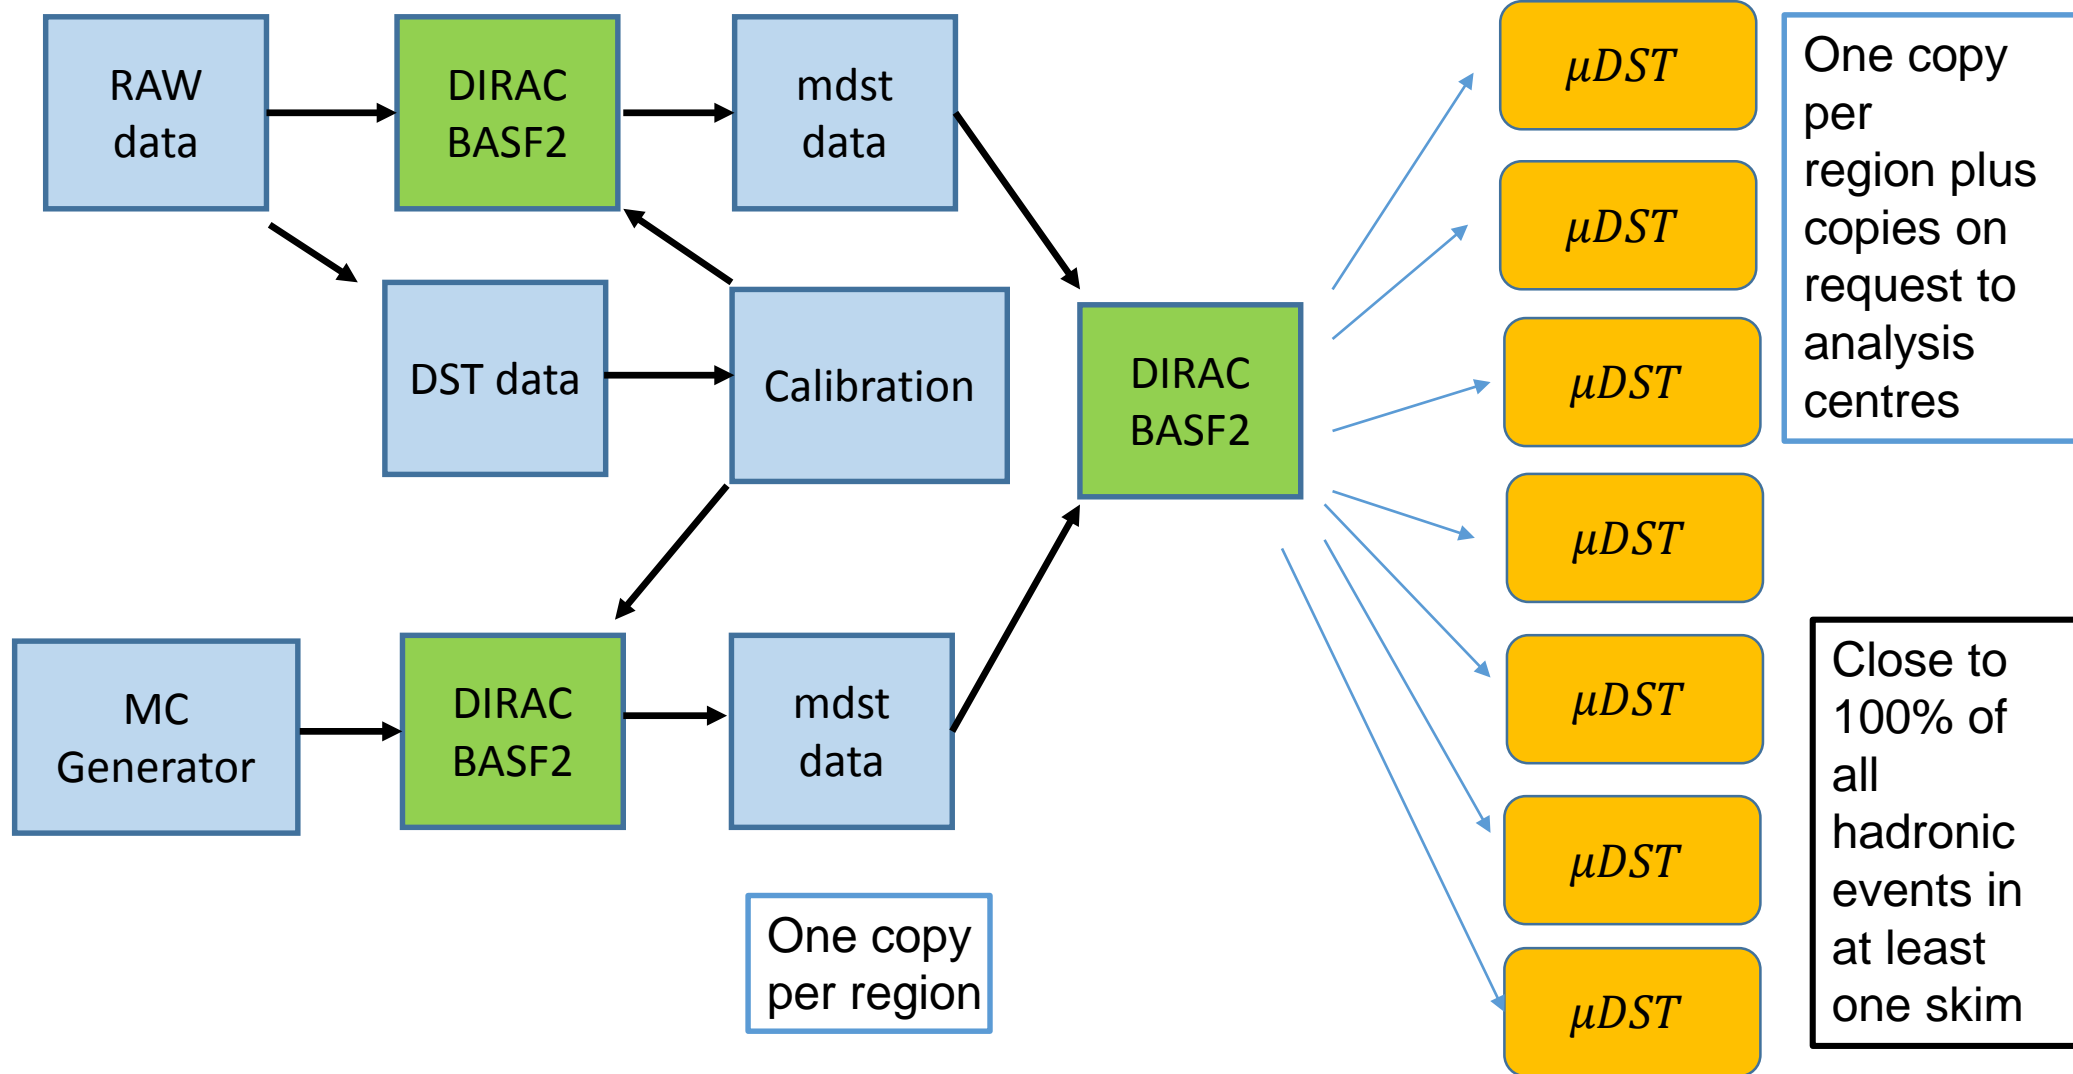 RAW
data
DIRAC
BASF2
mdst
data
DST data
Calibration
MC
Generator
DIRAC
BASF2
mdst
data
One copy
per region
DIRAC
BASF2
μDST
μDST
μDST
μDST
μDST
μDST
μDST
One copy
per
region plus
copies on
request to
analysis
centres
Close to
100% of
all
hadronic
events in
at least
one skim